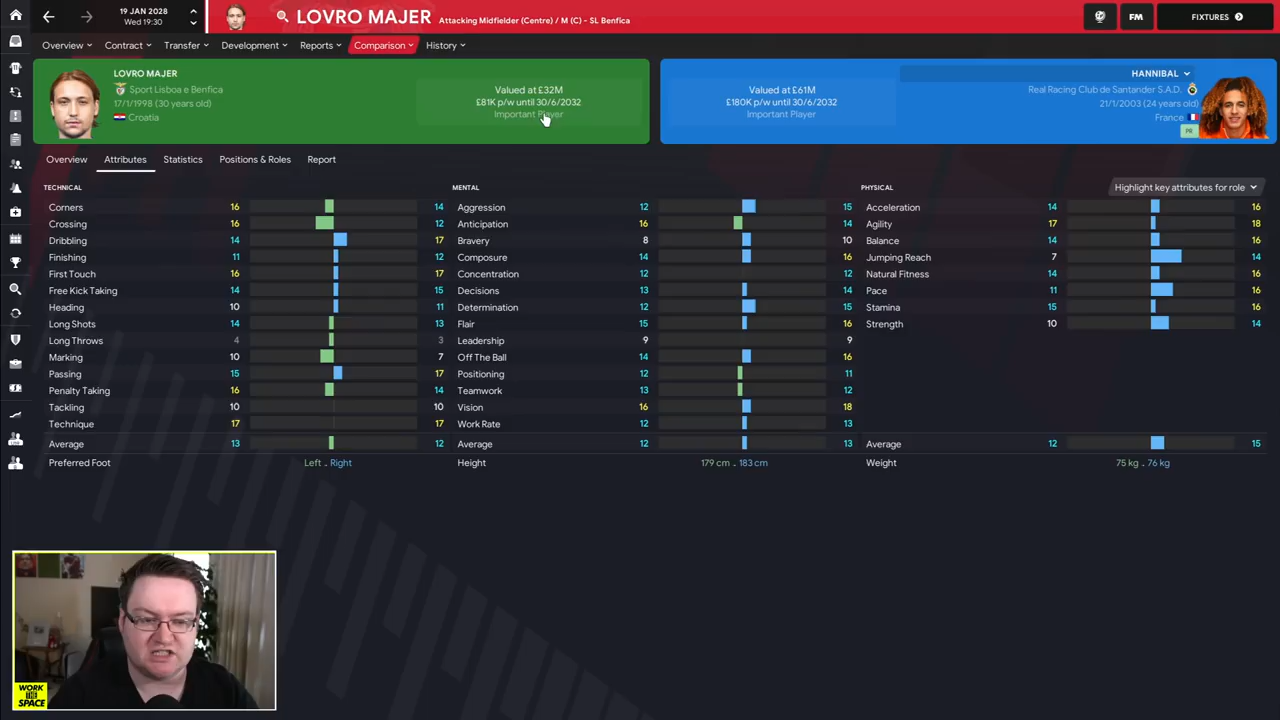 19 JAN 2028
Wed 19:30
LOVRO MAJER
Attacking Midfielder (Centre) / M (C) - SL Benfica
FM
FIXTURES
Overview
Contract
Transfer
Development
Reports
Comparison
History
LOVRO MAJER
Sport Lisboa e Benfica
17/1/1998 (30 years old)
Croatia
Valued at £32M
£81K p/w until 30/6/2032
Important Player
Valued at £61M
£180K p/w until 30/6/2032
Important Player
HANNIBAL
Real Racing Club de Santander S.A.D.
21/1/2003 (24 years old)
France
PR
Overview
Attributes
Statistics
Positions & Roles
Report
Highlight key attributes for role
TECHNICAL
Corners 16 14
Crossing 16 12
Dribbling 14 17
Finishing 11 12
First Touch 16 17
Free Kick Taking 14 15
Heading 10 11
Long Shots 14 13
Long Throws 4 3
Marking 10 7
Passing 15 17
Penalty Taking 16 14
Tackling 10 10
Technique 17 17
Average 13 12
Preferred Foot Left . Right
MENTAL
Aggression 12 15
Anticipation 16 14
Bravery 8 10
Composure 14 16
Concentration 12 12
Decisions 13 14
Determination 12 15
Flair 15 16
Leadership 9 9
Off The Ball 14 16
Positioning 12 11
Teamwork 13 12
Vision 16 18
Work Rate 12 13
Average 12 13
Height 179 cm . 183 cm
PHYSICAL
Acceleration 14 16
Agility 17 18
Balance 14 16
Jumping Reach 7 14
Natural Fitness 14 16
Pace 11 16
Stamina 15 16
Strength 10 14
Average 12 15
Weight 75 kg . 76 kg
WORK
THE
SPACE